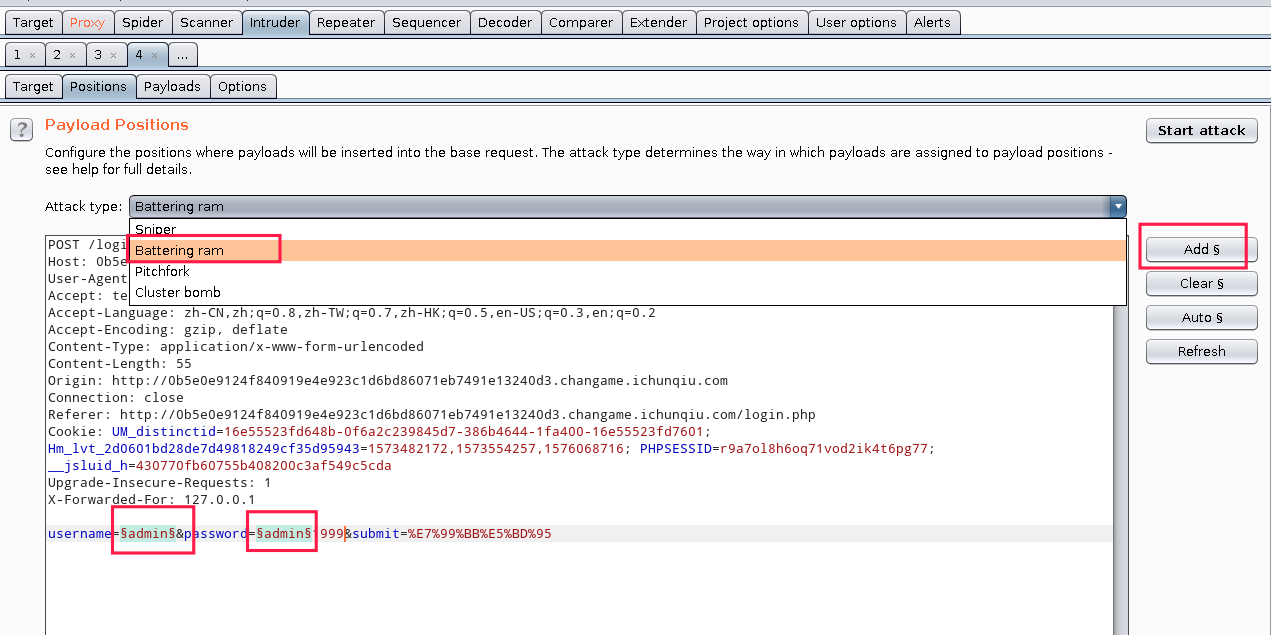 Target Proxy Spider Scanner Intruder Repeater Sequencer Decoder Comparer Extender Project options User options Alerts
1 × 2 × 3 × 4 × ...
Target Positions Payloads Options
? Payload Positions
Start attack
Configure the positions where payloads will be inserted into the base request. The attack type determines the way in which payloads are assigned to payload positions -
see help for full details.
Attack type: Battering ram
Sniper
Battering ram
Pitchfork
Cluster bomb
Add §
Clear §
Auto §
Refresh
POST /logi
Host: 0b5e
User-Agent
Accept: te
Accept-Language: zh-CN,zh;q=0.8,zh-TW;q=0.7,zh-HK;q=0.5,en-US;q=0.3,en;q=0.2
Accept-Encoding: gzip, deflate
Content-Type: application/x-www-form-urlencoded
Content-Length: 55
Origin: http://0b5e0e9124f840919e4e923c1d6bd86071eb7491e13240d3.changame.ichunqiu.com
Connection: close
Referer: http://0b5e0e9124f840919e4e923c1d6bd86071eb7491e13240d3.changame.ichunqiu.com/login.php
Cookie: UM_distinctid=16e55523fd648b-0f6a2c239845d7-386b4644-1fa400-16e55523fd7601;
Hm_lvt_2d0601bd28de7d49818249cf35d95943=1573482172,1573554257,1576068716; PHPSESSID=r9a7ol8h6oq71vod2ik4t6pg77;
__jsluid_h=430770fb60755b408200c3af549c5cda
Upgrade-Insecure-Requests: 1
X-Forwarded-For: 127.0.0.1
username=§admin§&password=§admin§1999&submit=%E7%99%BB%E5%BD%95